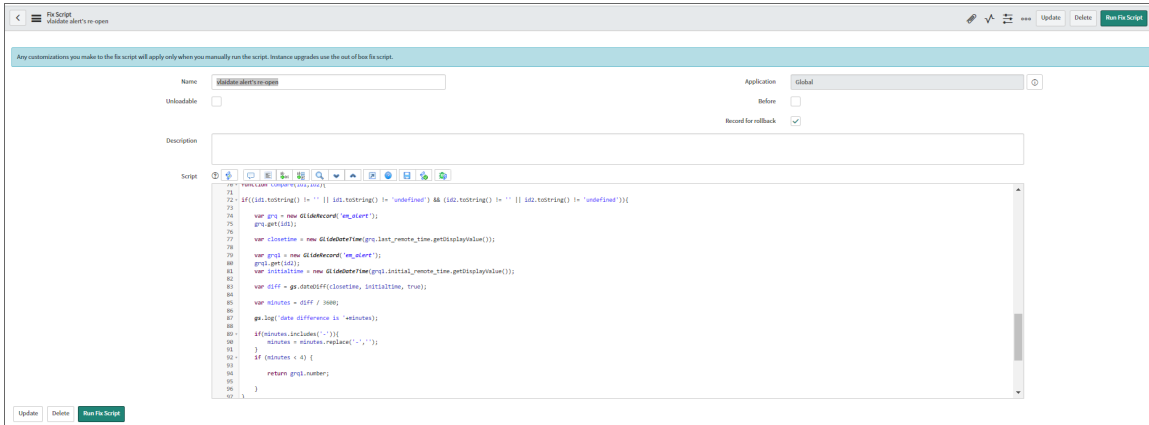 Fix Script
vlaidate alert's re-open
Update Delete Run Fix Script
Any customizations you make to the fix script will apply only when you manually run the script. Instance upgrades use the out of box fix script.
Name vlaidate alert's re-open Application Global
Unloadable Before
Record for rollback
Description
Script
70 function compare(id1,id2){
71
72 if((id1.toString() != '' || id1.toString() != 'undefined') && (id2.toString() != '' || id2.toString() != 'undefined')){
73
74 var grq = new GlideRecord('em_alert');
75 grq.get(id1);
76
77 var closetime = new GlideDateTime(grq.last_remote_time.getDisplayValue());
78
79 var grq1 = new GlideRecord('em_alert');
80 grq1.get(id2);
81 var initialtime = new GlideDateTime(grq1.initial_remote_time.getDisplayValue());
82
83 var diff = gs.dateDiff(closetime, initialtime, true);
84
85 var minutes = diff / 3600;
86
87 gs.log('date difference is '+minutes);
88
89 if(minutes.includes('-')){
90 minutes = minutes.replace('-','');
91 }
92 if (minutes < 4) {
93
94 return grq1.number;
95
96 }
97 }
Update Delete Run Fix Script